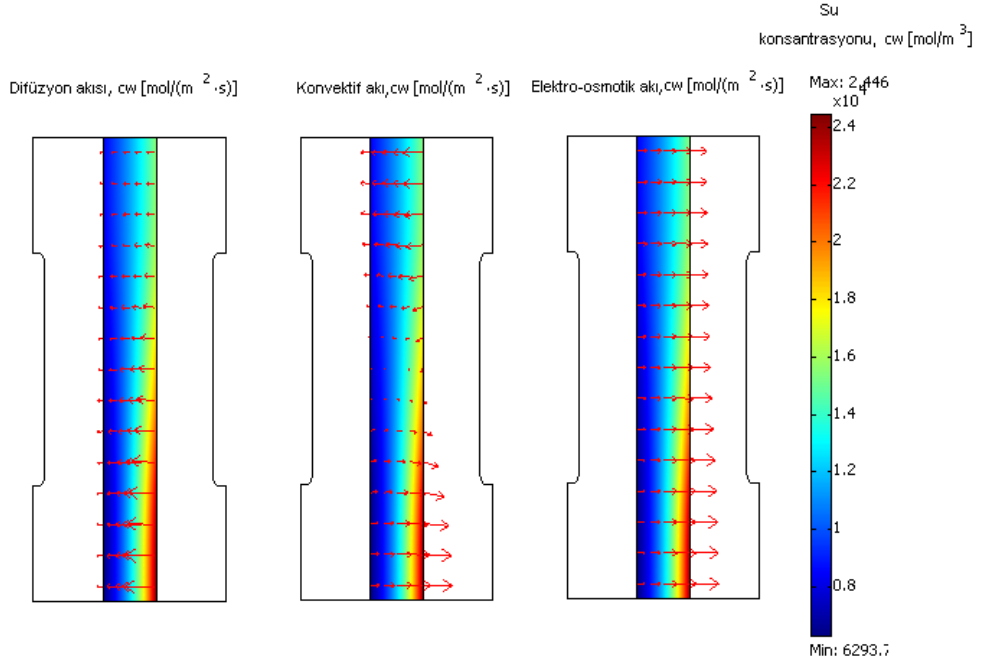 Su
konsantrasyonu, cw [mol/m 3]
Difüzyon akısı, cw [mol/(m 2 ·s)]
Konvektif akı,cw [mol/(m 2 ·s)]
Elektro-osmotik akı,cw [mol/(m 2 ·s)]
Max: 2.446
x10 4
2.4
2.2
2
1.8
1.6
1.4
1.2
1
0.8
Min: 6293.7